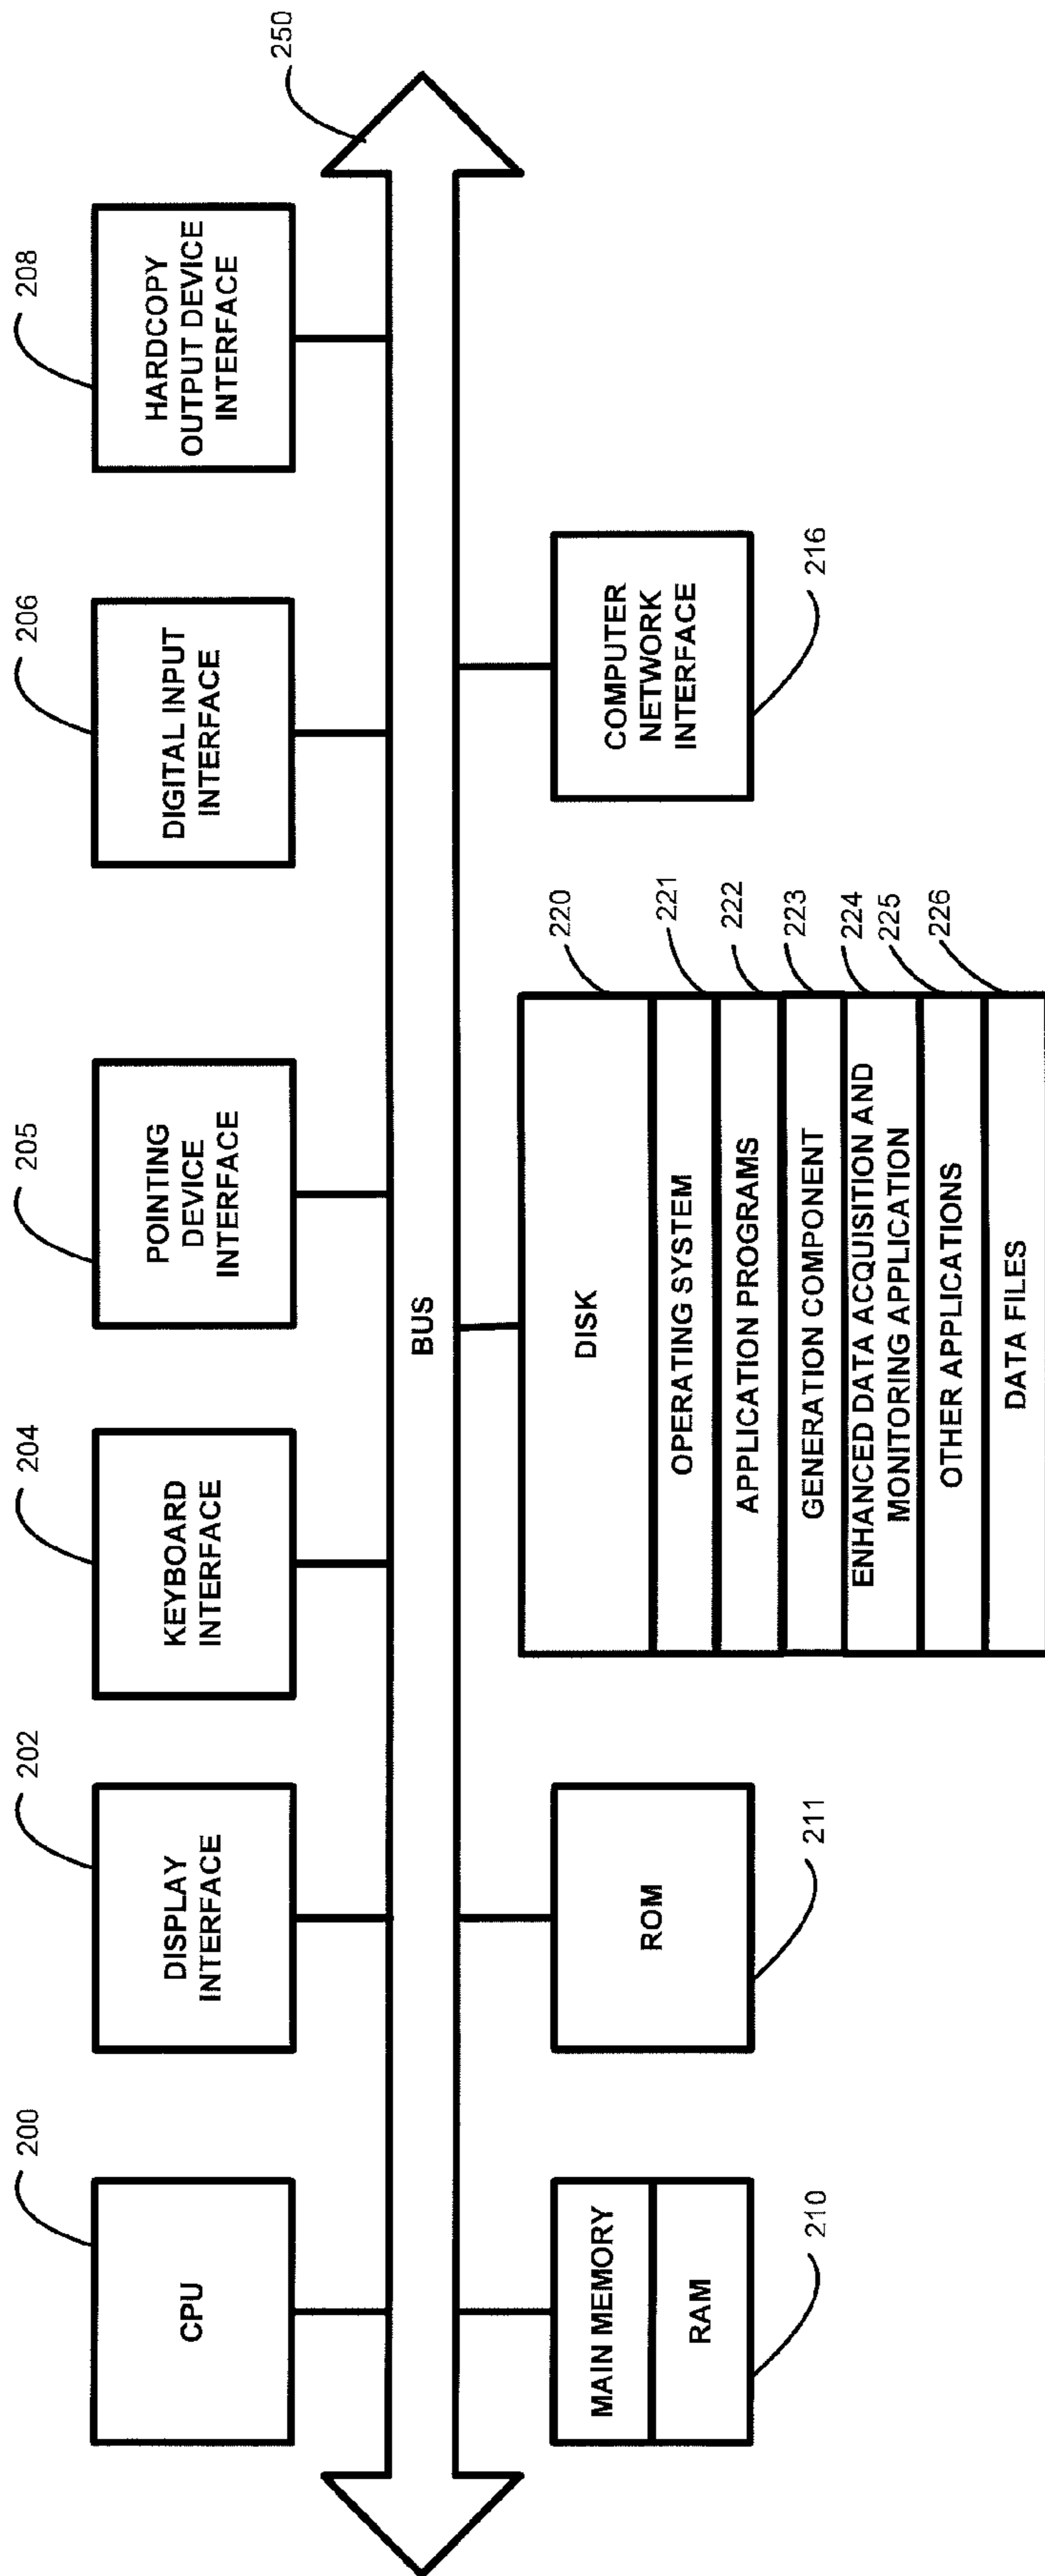 200
CPU
202
DISPLAY
INTERFACE
204
KEYBOARD
INTERFACE
205
POINTING
DEVICE
INTERFACE
206
DIGITAL INPUT
INTERFACE
208
HARDCOPY
OUTPUT DEVICE
INTERFACE
250
BUS
MAIN MEMORY
RAM
210
ROM
211
DISK
220
OPERATING SYSTEM
221
APPLICATION PROGRAMS
222
GENERATION COMPONENT
223
ENHANCED DATA ACQUISITION AND
MONITORING APPLICATION
224
OTHER APPLICATIONS
225
DATA FILES
226
COMPUTER
NETWORK
INTERFACE
216